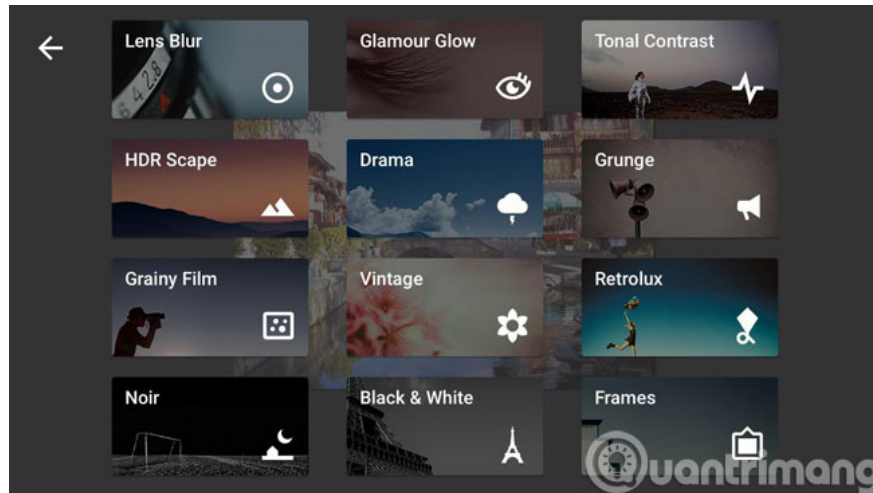 Lens Blur
Glamour Glow
Tonal Contrast
HDR Scape
Drama
Grunge
Grainy Film
Vintage
Retrolux
Noir
Black & White
Frames
uantrimang